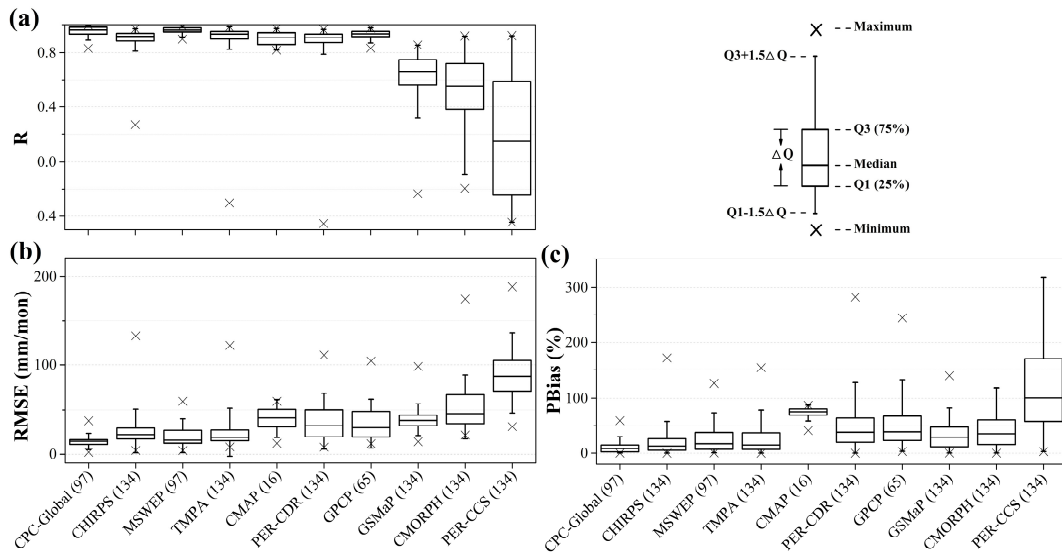 (a)
R
0.8
0.4
0.0
0.4
Maximum
Q3+1.5△Q
Q3 (75%)
△Q
Median
Q1 (25%)
Q1-1.5△Q
Minimum
(b)
RMSE (mm/mon)
200
100
0
CPC-Global (97)
CHIRPS (134)
MSWEP (97)
TMPA (134)
CMAP (16)
PER-CDR (134)
GPCP (65)
GSMaP (134)
CMORPH (134)
PER-CCS (134)
(c)
PBias (%)
300
200
100
0
CPC-Global (97)
CHIRPS (134)
MSWEP (97)
TMPA (134)
CMAP (16)
PER-CDR (134)
GPCP (65)
GSMaP (134)
CMORPH (134)
PER-CCS (134)